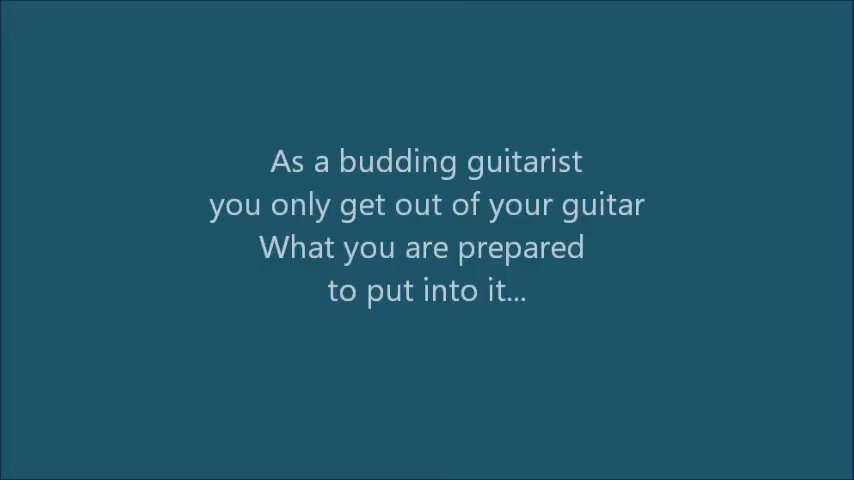 As a budding guitarist
you only get out of your guitar
What you are prepared
to put into it...